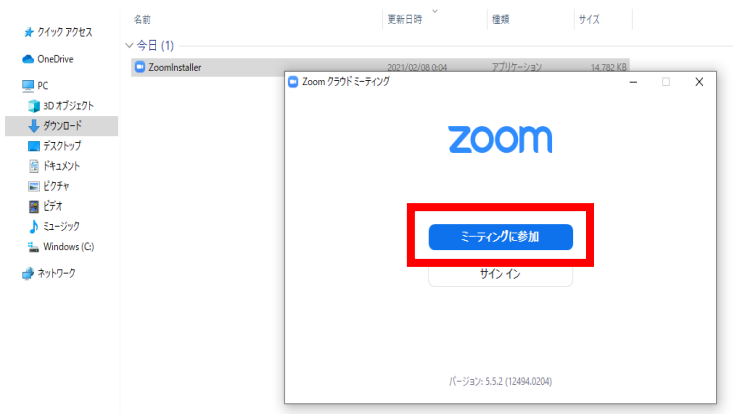 名前 更新日時 種類 サイズ
クイック アクセス
今日 (1)
OneDrive
ZoomInstaller 2021/02/08 0:04 アプリケーション 14,782 KB
PC
3D オブジェクト
ダウンロード
デスクトップ
ドキュメント
ピクチャ
ビデオ
ミュージック
Windows (C:)
ネットワーク
Zoom クラウド ミーティング
zoom
ミーティングに参加
サイン イン
バージョン: 5.5.2 (12494.0204)